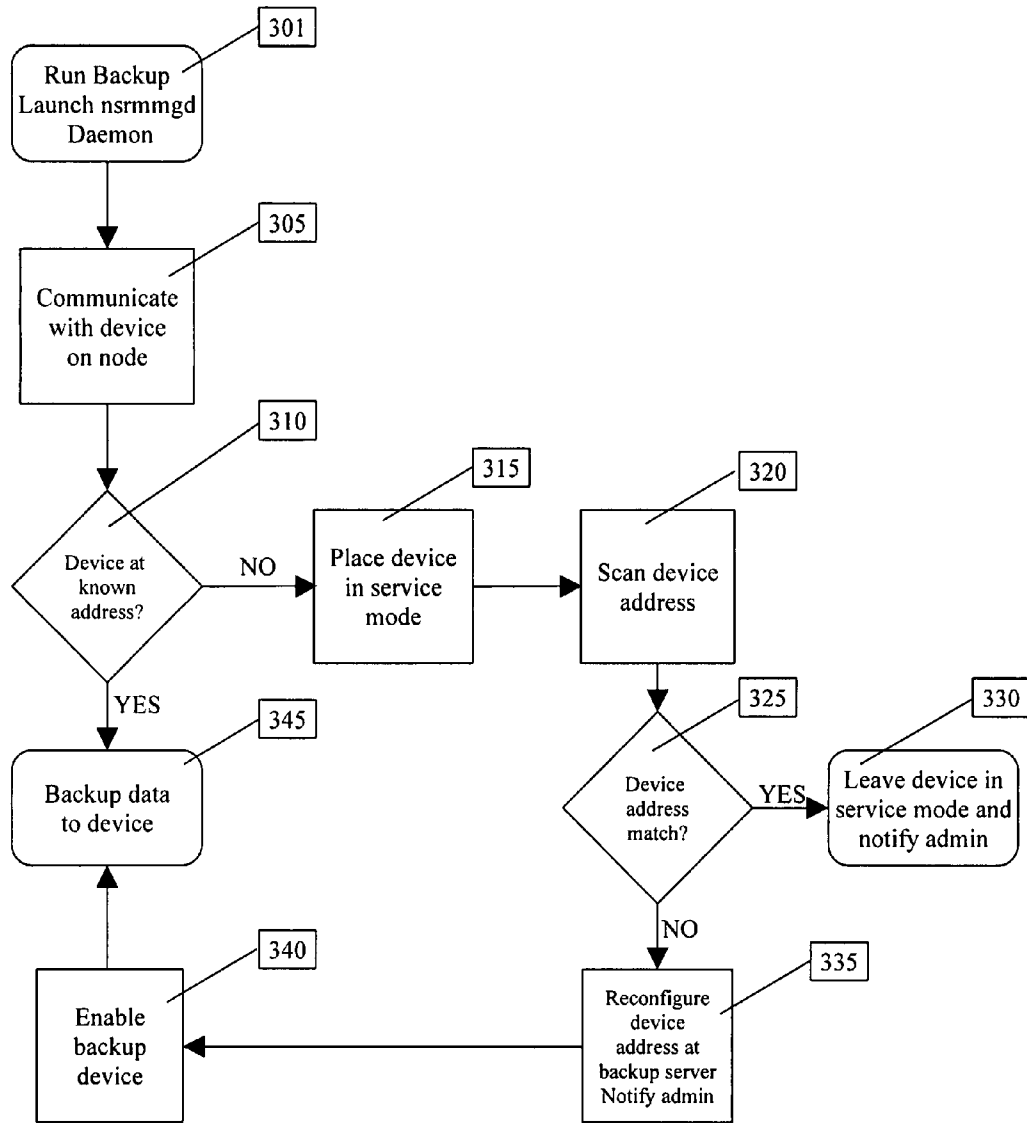 301
Run Backup
Launch nsrmmgd
Daemon
305
Communicate
with device
on node
310
Device at
known
address?
NO
YES
315
Place device
in service
mode
320
Scan device
address
325
Device
address
match?
YES
NO
330
Leave device in
service mode and
notify admin
335
Reconfigure
device
address at
backup server
Notify admin
340
Enable
backup
device
345
Backup data
to device